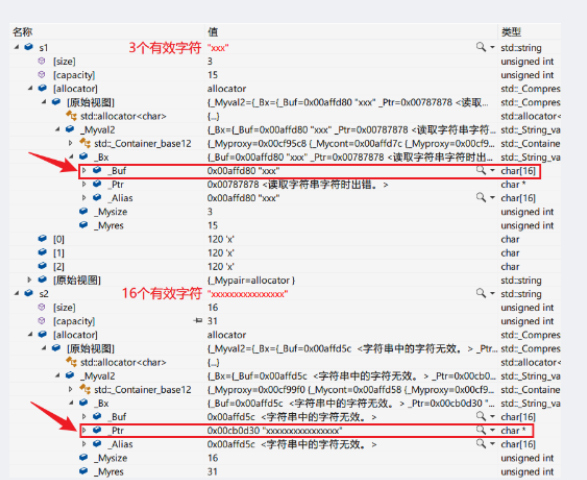 名称 值 类型
s1 3个有效字符 "xxx" std::string
[size] 3 unsigned int
[capacity] 15 unsigned int
[allocator] allocator std::_Compres
[原始视图] {_Myval2={_Bx={_Buf=0x00affd80 "xxx" _Ptr=0x00787878 <读取... std::_Compres
std::allocator<char> {...} std::allocator<
_Myval2 {_Bx={_Buf=0x00affd80 "xxx" _Ptr=0x00787878 <读取字符串字符... std::_String_va
std::_Container_base12 {_Myproxy=0x00cf95c8 {_Mycont=0x00affd7c {_Myproxy=0x00cf9... std::_Containe
_Bx {_Buf=0x00affd80 "xxx" _Ptr=0x00787878 <读取字符串字符时出... std::_String_va
_Buf 0x00affd80 "xxx" char[16]
_Ptr 0x00787878 <读取字符串字符时出错。> char *
_Alias 0x00affd80 "xxx" char[16]
_Mysize 3 unsigned int
_Myres 15 unsigned int
[0] 120 'x' char
[1] 120 'x' char
[2] 120 'x' char
[原始视图] {_Mypair=allocator } std::string
s2 16个有效字符 "xxxxxxxxxxxxxxxx" std::string
[size] 16 unsigned int
[capacity] 31 unsigned int
[allocator] allocator std::_Compres
[原始视图] {_Myval2={_Bx={_Buf=0x00affd5c <字符串中的字符无效。> _Ptr... std::_Compres
std::allocator<char> {...} std::allocator<
_Myval2 {_Bx={_Buf=0x00affd5c <字符串中的字符无效。> _Ptr=0x00cb0... std::_String_va
std::_Container_base12 {_Myproxy=0x00cf99f0 {_Mycont=0x00affd58 {_Myproxy=0x00cf9... std::_Containe
_Bx {_Buf=0x00affd5c <字符串中的字符无效。> _Ptr=0x00cb0d30 "... std::_String_va
_Buf 0x00affd5c <字符串中的字符无效。> char[16]
_Ptr 0x00cb0d30 "xxxxxxxxxxxxxxxx" char *
_Alias 0x00affd5c <字符串中的字符无效。> char[16]
_Mysize 16 unsigned int
_Myres 31 unsigned int